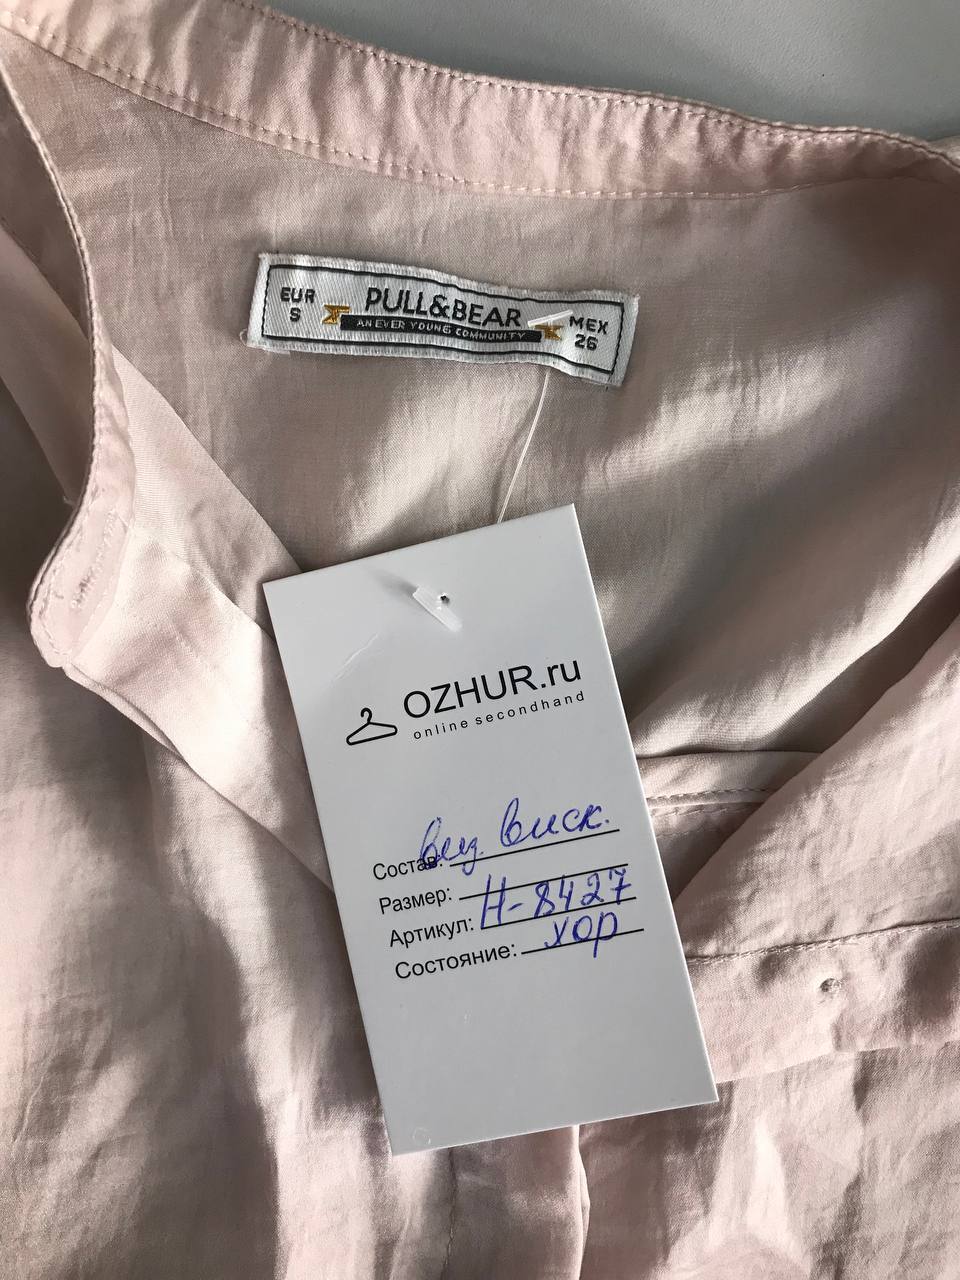 EUR
S
PULL&BEAR
AN EVER YOUNG COMMUNITY
MEX
26
OZHUR.ru
online secondhand
Состав: виз. виск.
Размер:
Артикул: Н-8427
Состояние: хор